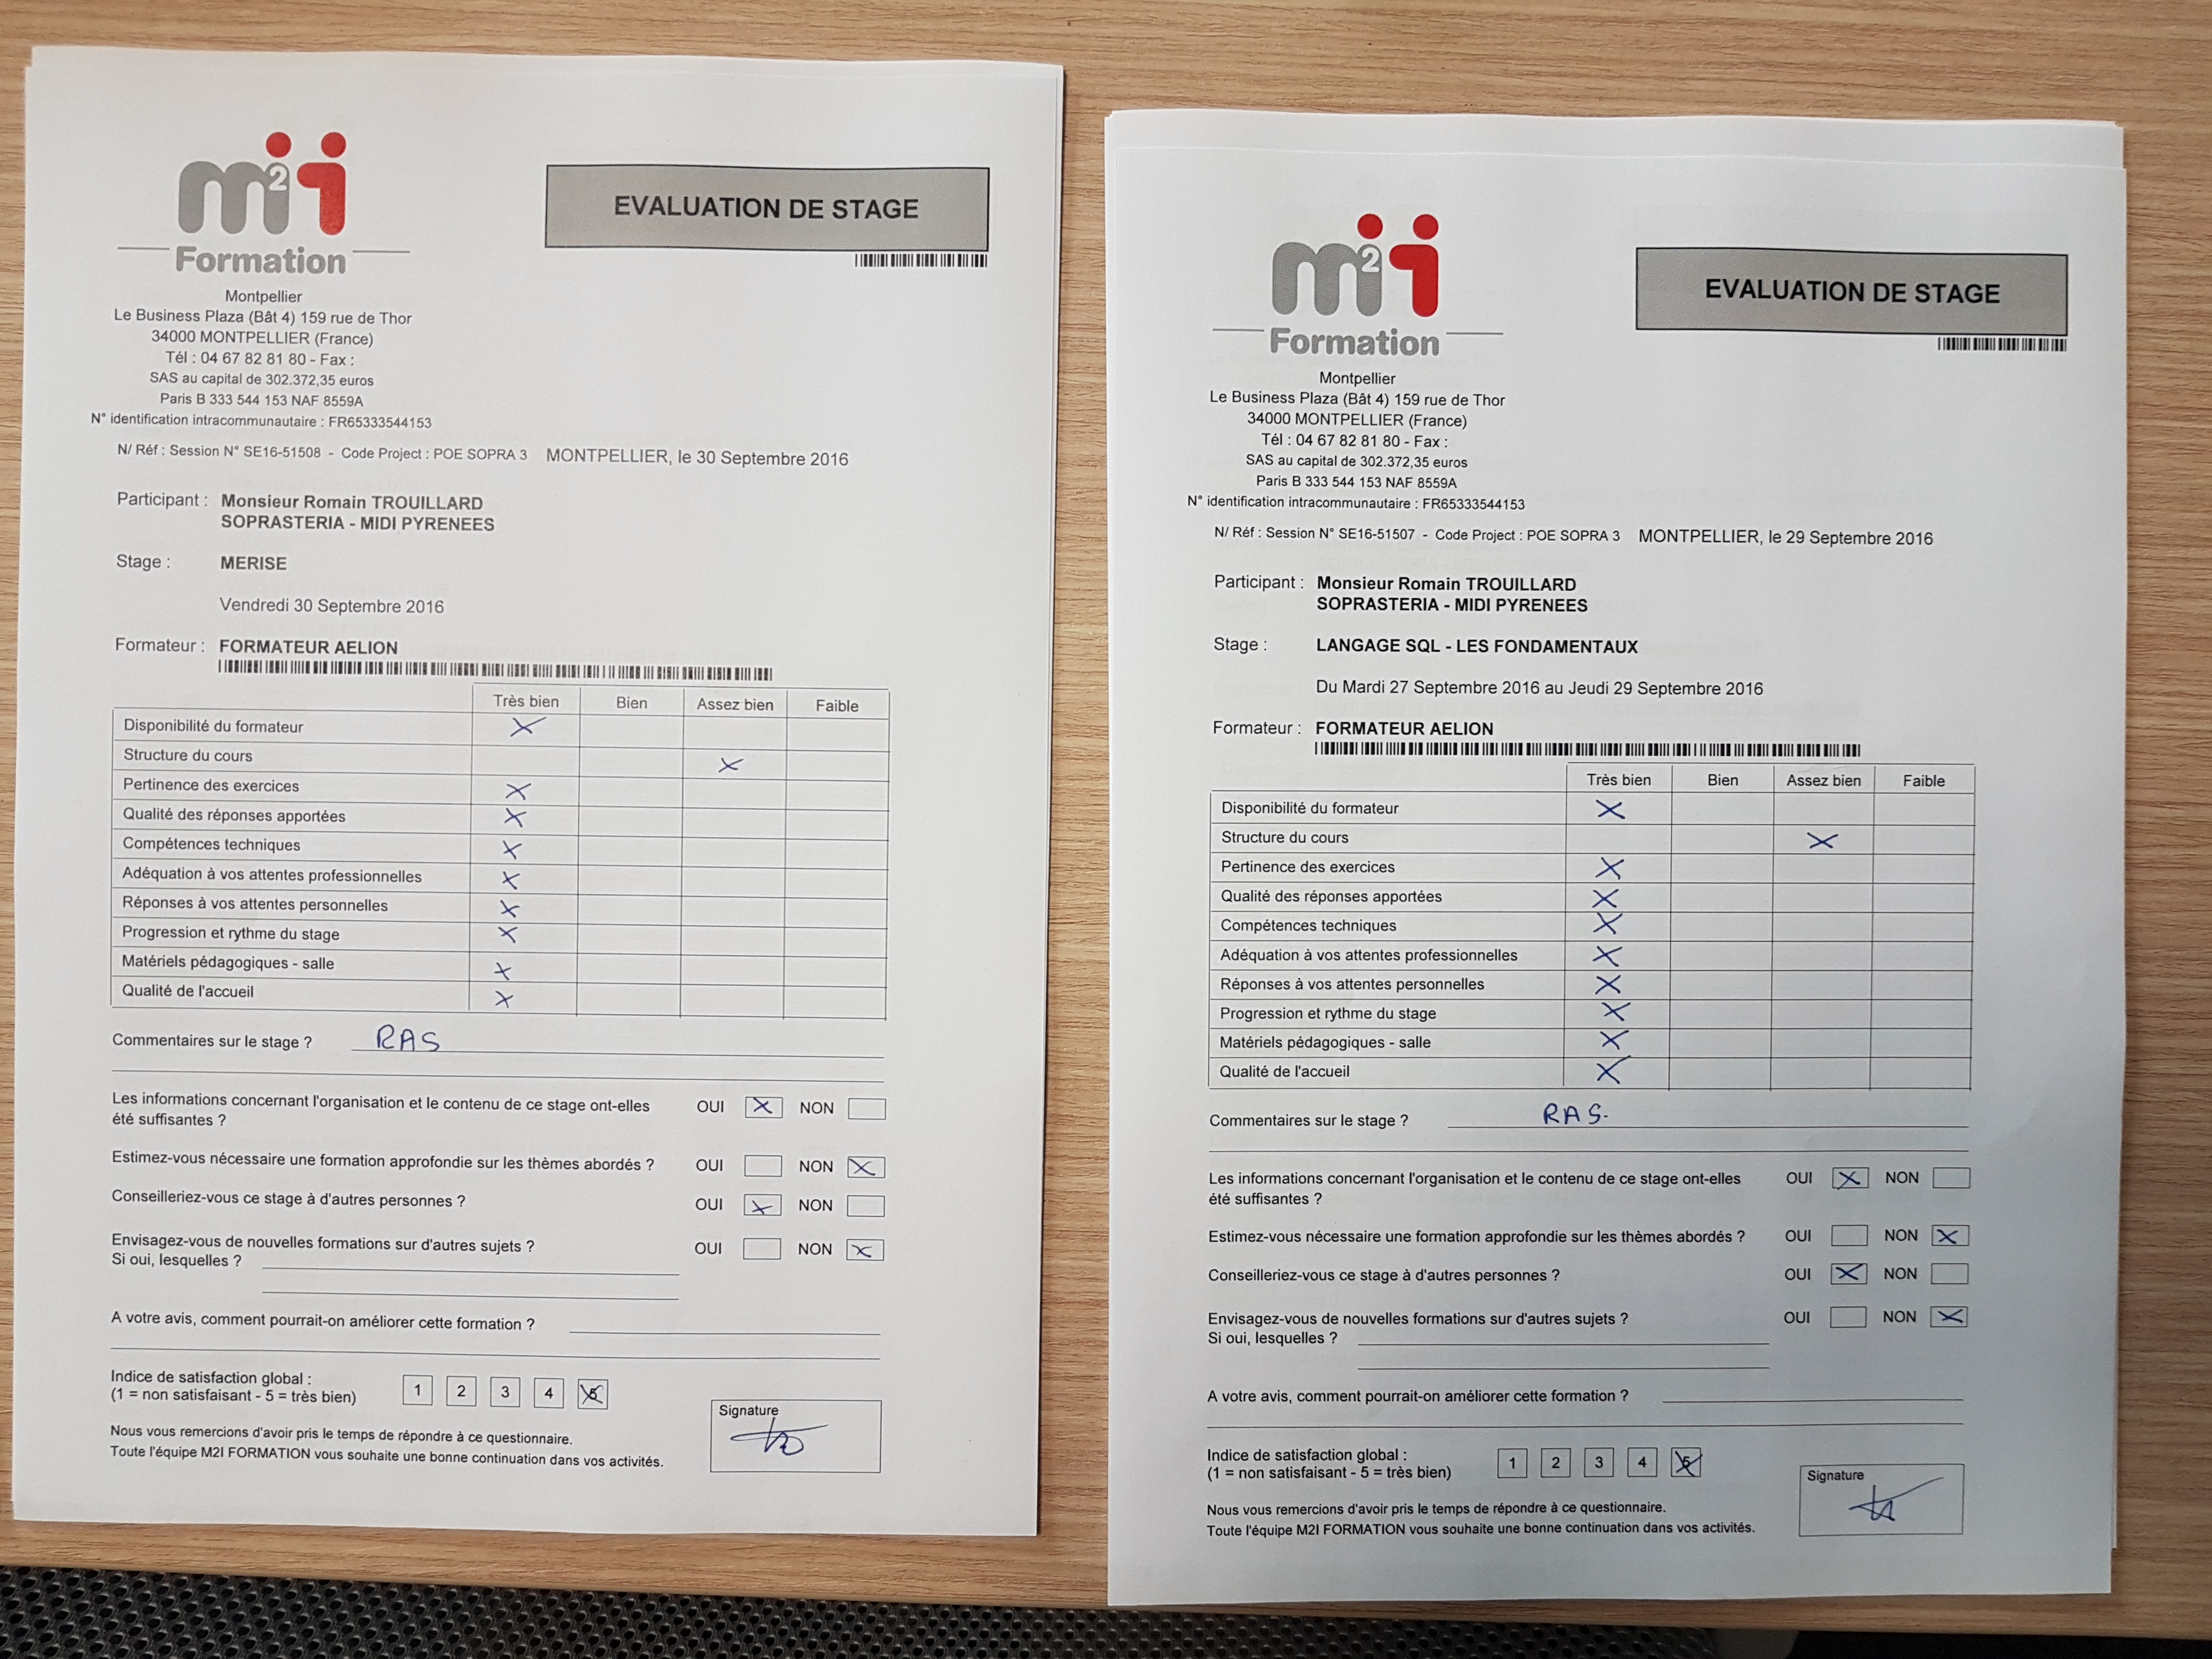 m2i
Formation
EVALUATION DE STAGE
Montpellier
Le Business Plaza (Bât 4) 159 rue de Thor
34000 MONTPELLIER (France)
Tél : 04 67 82 81 80 - Fax :
SAS au capital de 302.372,35 euros
Paris B 333 544 153 NAF 8559A
N° identification intracommunautaire : FR65333544153
N/ Réf : Session N° SE16-51508 - Code Project : POE SOPRA 3 MONTPELLIER, le 30 Septembre 2016
Participant : Monsieur Romain TROUILLARD
SOPRASTERIA - MIDI PYRENEES
Stage : MERISE
Vendredi 30 Septembre 2016
Formateur : FORMATEUR AELION
Très bien Bien Assez bien Faible
Disponibilité du formateur X
Structure du cours X
Pertinence des exercices X
Qualité des réponses apportées X
Compétences techniques X
Adéquation à vos attentes professionnelles X
Réponses à vos attentes personnelles X
Progression et rythme du stage X
Matériels pédagogiques - salle X
Qualité de l'accueil X
Commentaires sur le stage ? RAS
Les informations concernant l'organisation et le contenu de ce stage ont-elles
été suffisantes ? OUI X NON
Estimez-vous nécessaire une formation approfondie sur les thèmes abordés ? OUI NON X
Conseilleriez-vous ce stage à d'autres personnes ? OUI X NON
Envisagez-vous de nouvelles formations sur d'autres sujets ? OUI NON X
Si oui, lesquelles ?
A votre avis, comment pourrait-on améliorer cette formation ?
Indice de satisfaction global :
(1 = non satisfaisant - 5 = très bien) 1 2 3 4 5
Signature
Nous vous remercions d'avoir pris le temps de répondre à ce questionnaire.
Toute l'équipe M2I FORMATION vous souhaite une bonne continuation dans vos activités.
m2i
Formation
EVALUATION DE STAGE
Montpellier
Le Business Plaza (Bât 4) 159 rue de Thor
34000 MONTPELLIER (France)
Tél : 04 67 82 81 80 - Fax :
SAS au capital de 302.372,35 euros
Paris B 333 544 153 NAF 8559A
N° identification intracommunautaire : FR65333544153
N/ Réf : Session N° SE16-51507 - Code Project : POE SOPRA 3 MONTPELLIER, le 29 Septembre 2016
Participant : Monsieur Romain TROUILLARD
SOPRASTERIA - MIDI PYRENEES
Stage : LANGAGE SQL - LES FONDAMENTAUX
Du Mardi 27 Septembre 2016 au Jeudi 29 Septembre 2016
Formateur : FORMATEUR AELION
Très bien Bien Assez bien Faible
Disponibilité du formateur X
Structure du cours X
Pertinence des exercices X
Qualité des réponses apportées X
Compétences techniques X
Adéquation à vos attentes professionnelles X
Réponses à vos attentes personnelles X
Progression et rythme du stage X
Matériels pédagogiques - salle X
Qualité de l'accueil X
Commentaires sur le stage ? RAS.
Les informations concernant l'organisation et le contenu de ce stage ont-elles
été suffisantes ? OUI X NON
Estimez-vous nécessaire une formation approfondie sur les thèmes abordés ? OUI NON X
Conseilleriez-vous ce stage à d'autres personnes ? OUI X NON
Envisagez-vous de nouvelles formations sur d'autres sujets ? OUI NON X
Si oui, lesquelles ?
A votre avis, comment pourrait-on améliorer cette formation ?
Indice de satisfaction global :
(1 = non satisfaisant - 5 = très bien) 1 2 3 4 5
Signature
Nous vous remercions d'avoir pris le temps de répondre à ce questionnaire.
Toute l'équipe M2I FORMATION vous souhaite une bonne continuation dans vos activités.